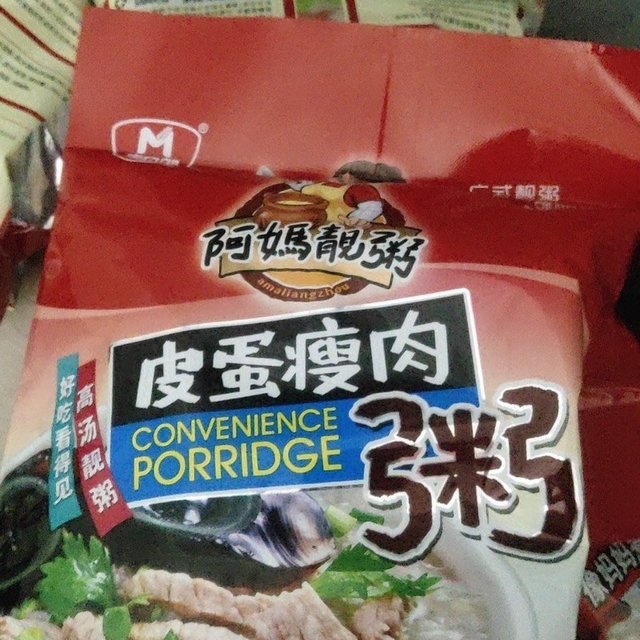 M
广式靓粥
阿媽靚粥
amaliangzhou
皮蛋瘦肉
CONVENIENCE
PORRIDGE
粥
高汤靓粥
好吃看得见